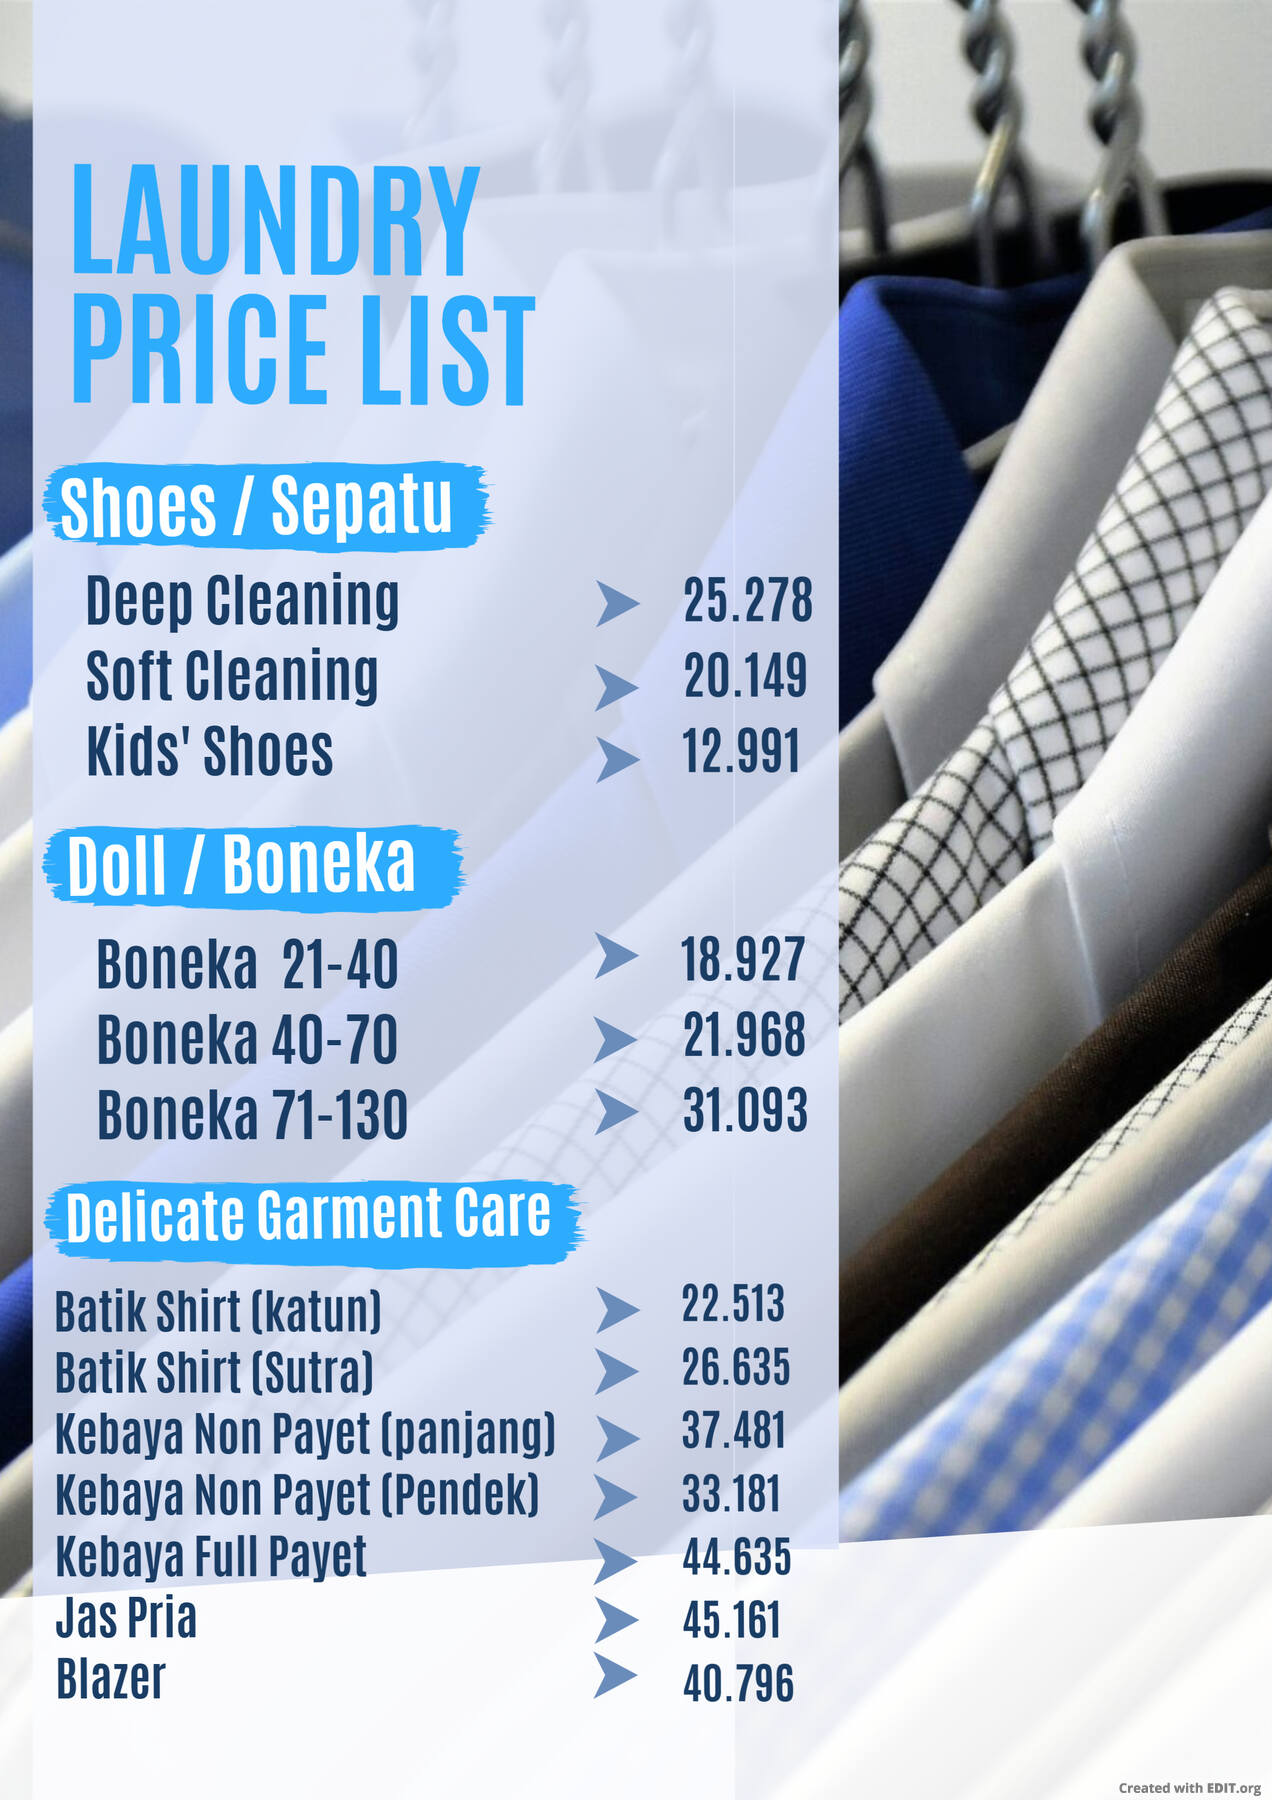 LAUNDRY
PRICE LIST
Shoes / Sepatu
Deep Cleaning 25.278
Soft Cleaning 20.149
Kids' Shoes 12.991
Doll / Boneka
Boneka 21-40 18.927
Boneka 40-70 21.968
Boneka 71-130 31.093
Delicate Garment Care
Batik Shirt (katun) 22.513
Batik Shirt (Sutra) 26.635
Kebaya Non Payet (panjang) 37.481
Kebaya Non Payet (Pendek) 33.181
Kebaya Full Payet 44.635
Jas Pria 45.161
Blazer 40.796
Created with EDIT.org